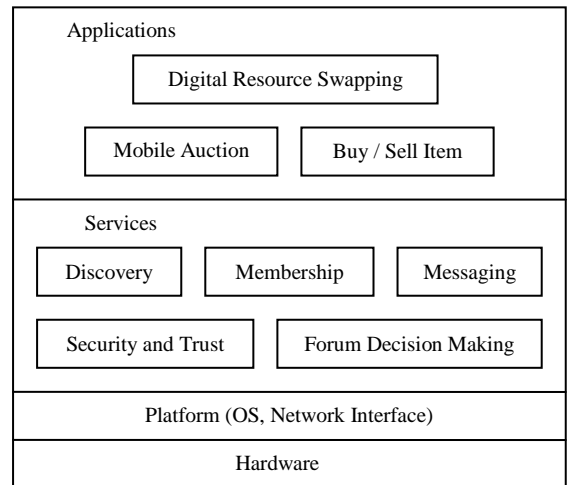 Applications
Digital Resource Swapping
Mobile Auction
Buy / Sell Item
Services
Discovery
Membership
Messaging
Security and Trust
Forum Decision Making
Platform (OS, Network Interface)
Hardware